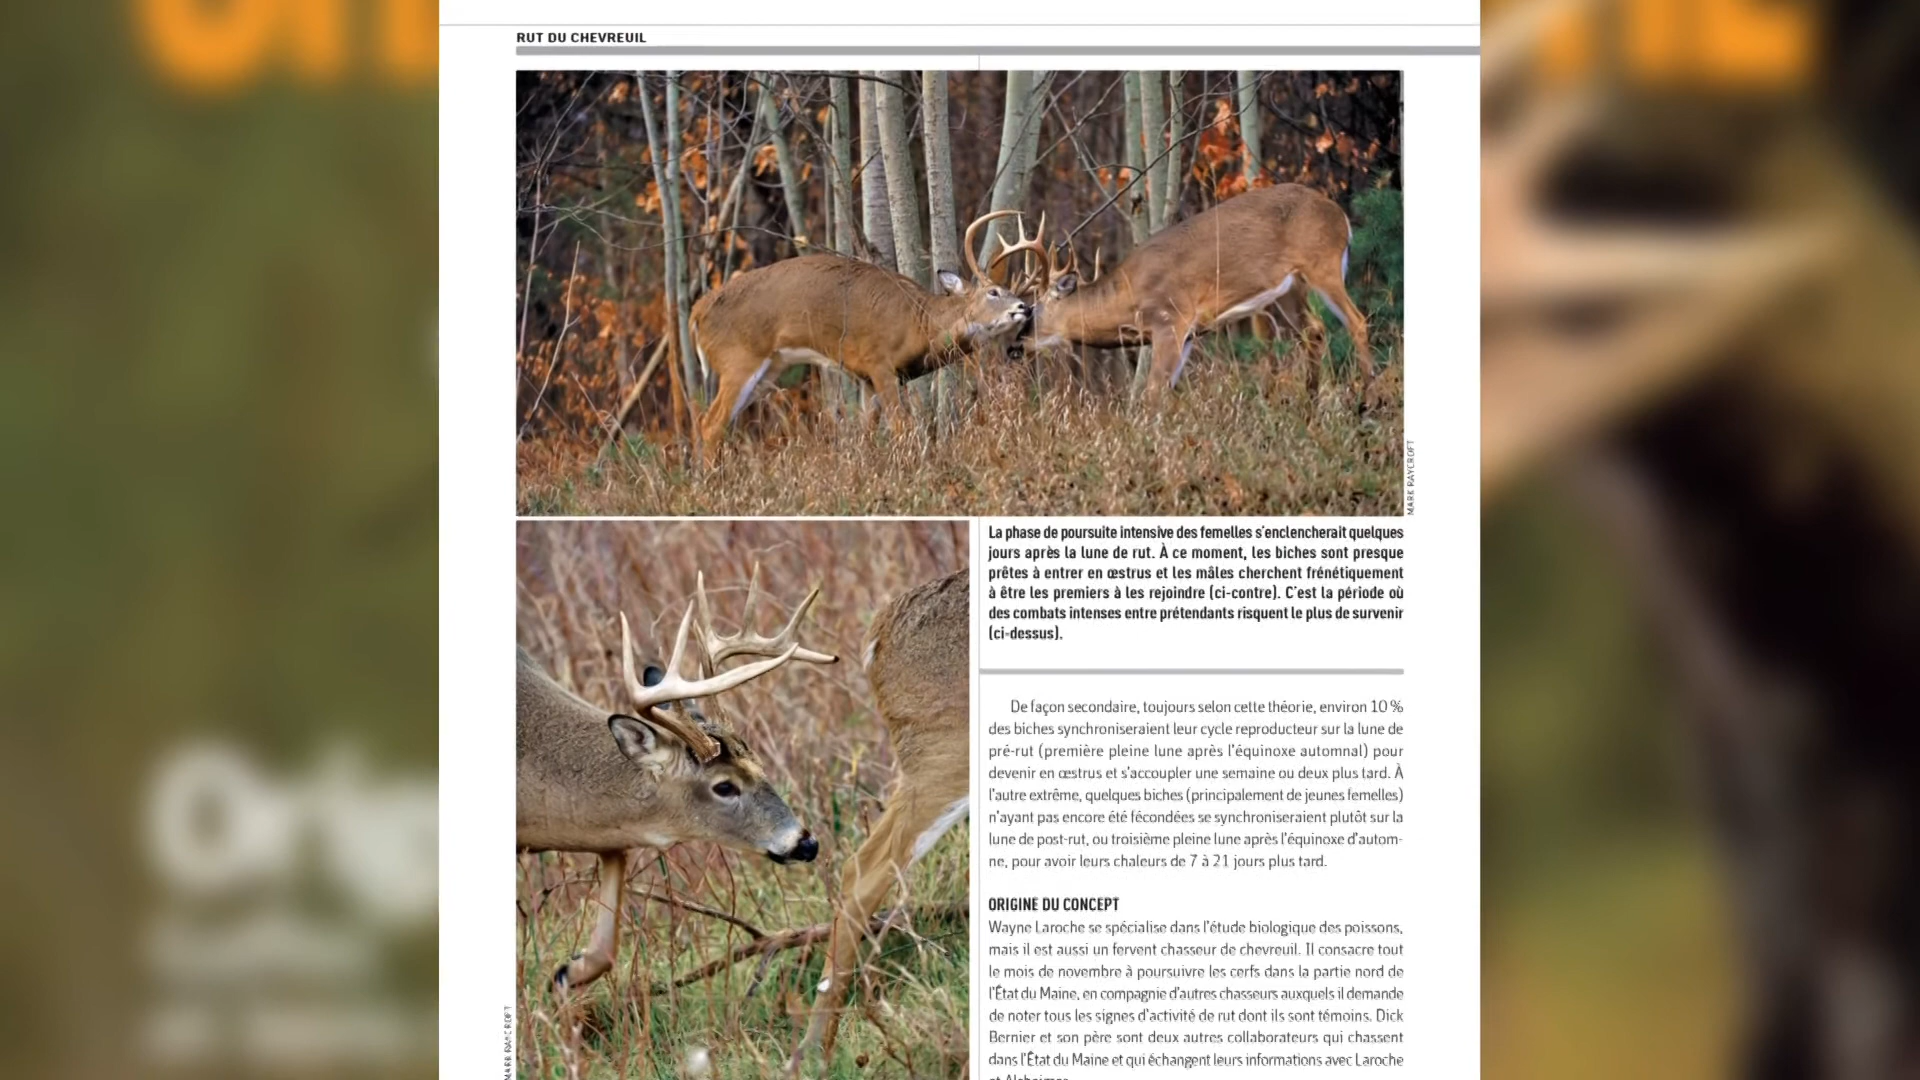 RUT DU CHEVREUIL
MARK RAYCROFT
La phase de poursuite intensive des femelles s'enclencherait quelques
jours après la lune de rut. À ce moment, les biches sont presque
prêtes à entrer en œstrus et les mâles cherchent frénétiquement
à être les premiers à les rejoindre (ci-contre). C'est la période où
des combats intenses entre prétendants risquent le plus de survenir
(ci-dessus).
De façon secondaire, toujours selon cette théorie, environ 10 %
des biches synchroniseraient leur cycle reproducteur sur la lune de
pré-rut (première pleine lune après l'équinoxe automnal) pour
devenir en œstrus et s'accoupler une semaine ou deux plus tard. À
l'autre extrême, quelques biches (principalement de jeunes femelles)
n'ayant pas encore été fécondées se synchroniseraient plutôt sur la
lune de post-rut, ou troisième pleine lune après l'équinoxe d'autom-
ne, pour avoir leurs chaleurs de 7 à 21 jours plus tard.
ORIGINE DU CONCEPT
Wayne Laroche se spécialise dans l'étude biologique des poissons,
mais il est aussi un fervent chasseur de chevreuil. Il consacre tout
le mois de novembre à poursuivre les cerfs dans la partie nord de
l'État du Maine, en compagnie d'autres chasseurs auxquels il demande
de noter tous les signes d'activité de rut dont ils sont témoins. Dick
Bernier et son père sont deux autres collaborateurs qui chassent
dans l'État du Maine et qui échangent leurs informations avec Laroche
MARK RAYCROFT